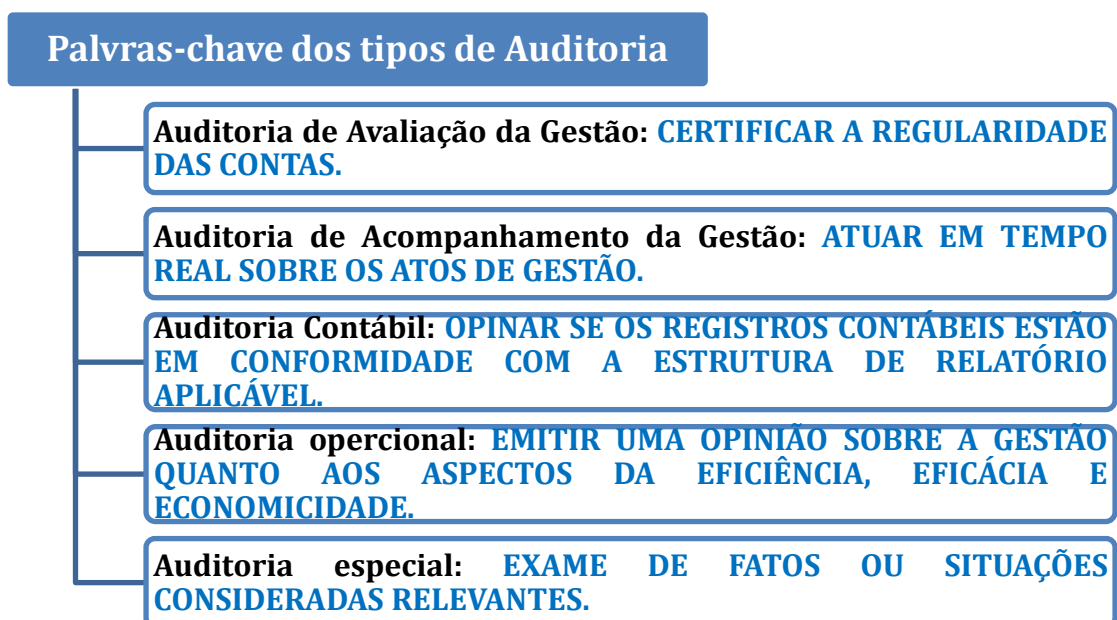 Palvras-chave dos tipos de Auditoria
Auditoria de Avaliação da Gestão: CERTIFICAR A REGULARIDADE
DAS CONTAS.
Auditoria de Acompanhamento da Gestão: ATUAR EM TEMPO
REAL SOBRE OS ATOS DE GESTÃO.
Auditoria Contábil: OPINAR SE OS REGISTROS CONTÁBEIS ESTÃO
EM CONFORMIDADE COM A ESTRUTURA DE RELATÓRIO
APLICÁVEL.
Auditoria opercional: EMITIR UMA OPINIÃO SOBRE A GESTÃO
QUANTO AOS ASPECTOS DA EFICIÊNCIA, EFICÁCIA E
ECONOMICIDADE.
Auditoria especial: EXAME DE FATOS OU SITUAÇÕES
CONSIDERADAS RELEVANTES.